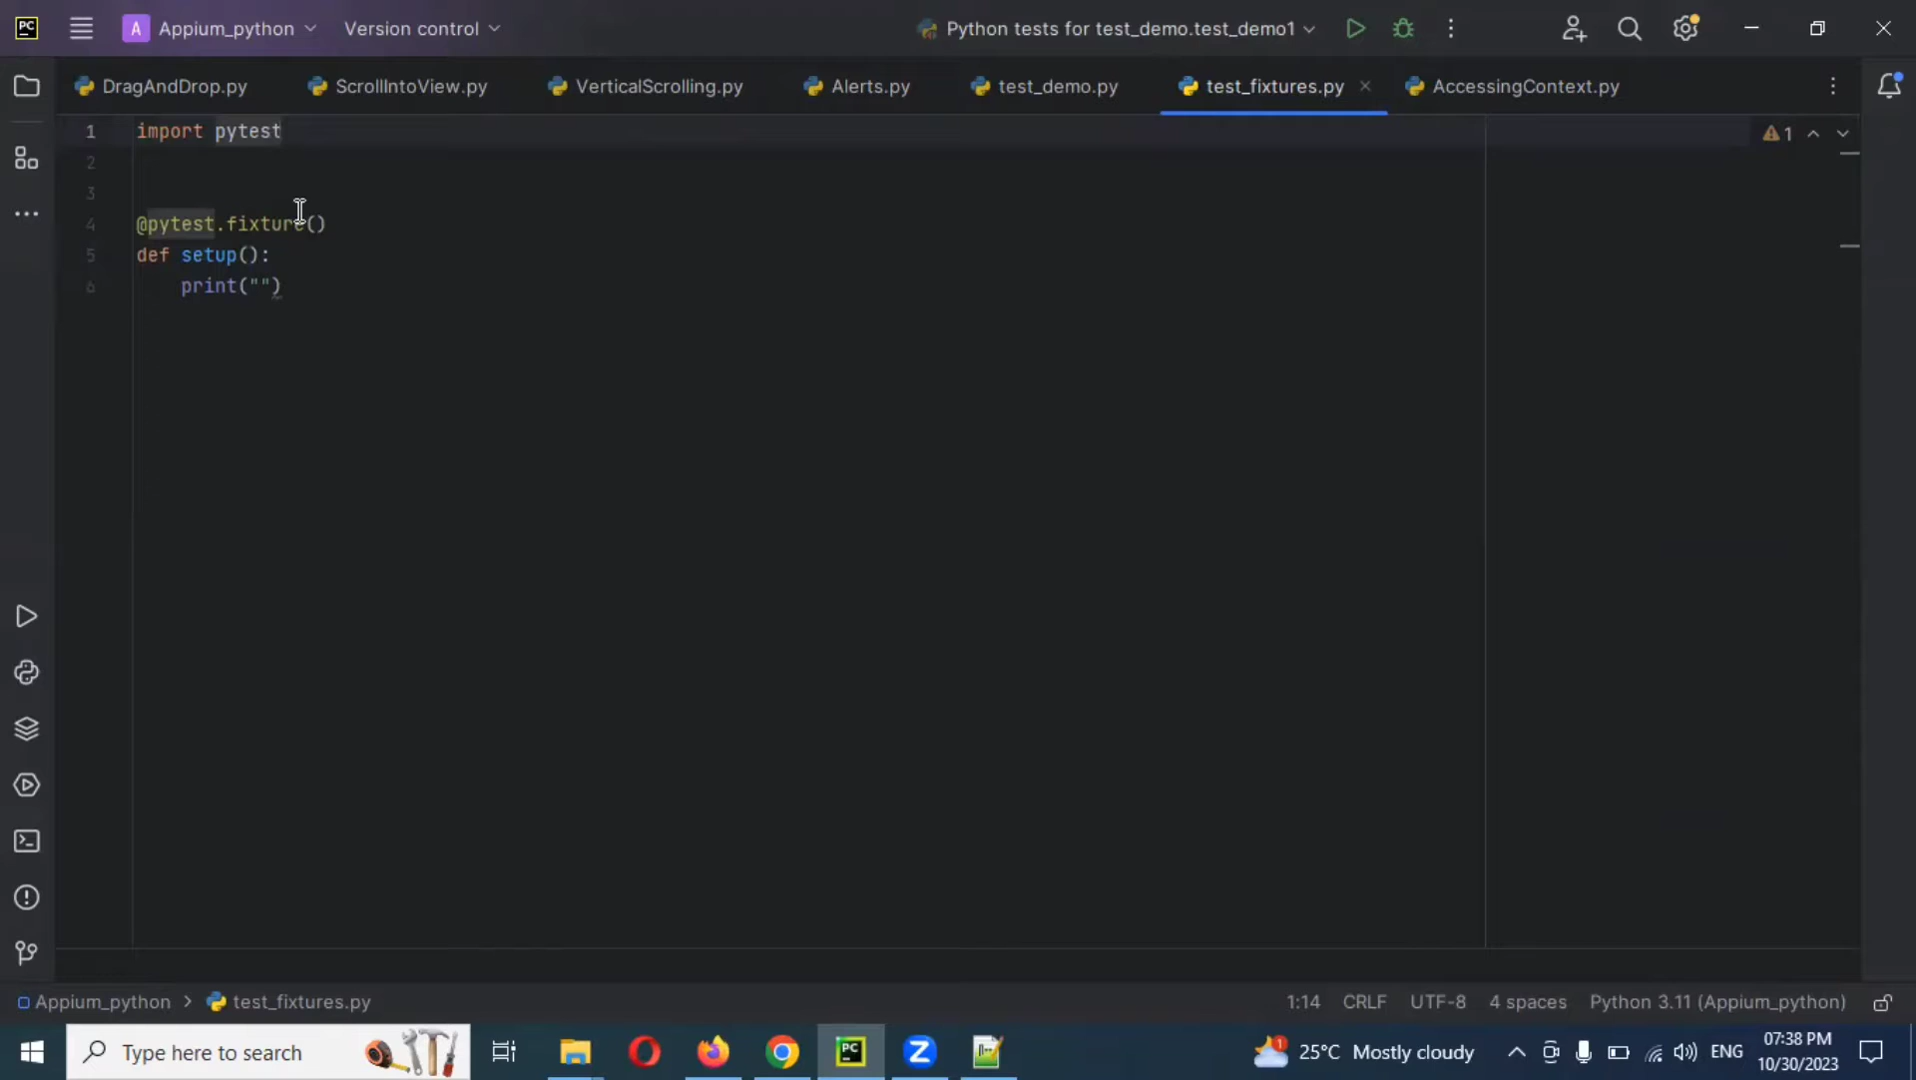 PC A Appium_python Version control Python tests for test_demo.test_demo1
DragAndDrop.py ScrollIntoView.py VerticalScrolling.py Alerts.py test_demo.py test_fixtures.py AccessingContext.py
1 import pytest 1
2
3
4 @pytest.fixture()
5 def setup():
6 print("")
Appium_python > test_fixtures.py 1:14 CRLF UTF-8 4 spaces Python 3.11 (Appium_python)
Type here to search PC Z 1 25°C Mostly cloudy ENG 07:38 PM
10/30/2023